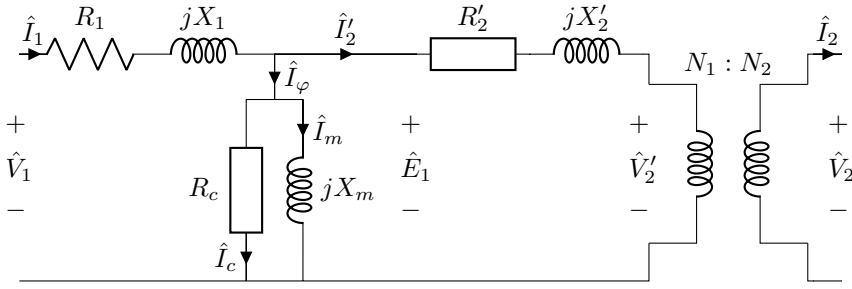 R₁ jX₁ R′₂ jX′₂
Î₁ Î′₂ N₁ : N₂ Î₂
Î_φ
+ Î_m + + +
V̂₁ R_c jX_m Ê₁ V̂′₂ V̂₂
− − − −
Î_c